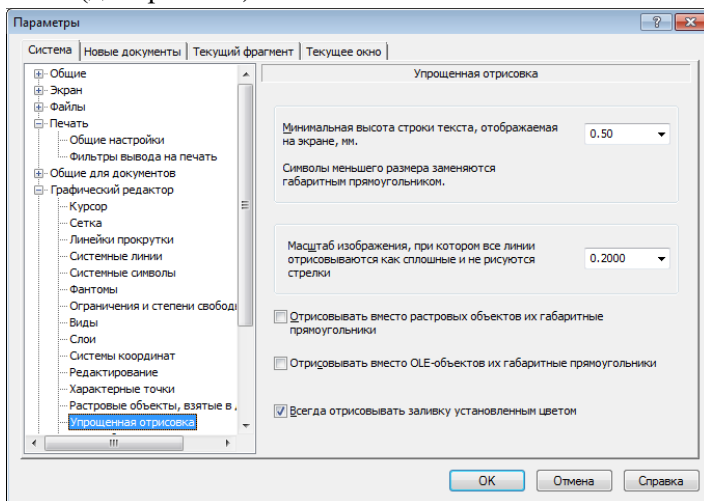 Параметры
Система
Новые документы
Текущий фрагмент
Текущее окно
Общие
Экран
Файлы
Печать
Общие настройки
Фильтры вывода на печать
Общие для документов
Графический редактор
Курсор
Сетка
Линейки прокрутки
Системные линии
Системные символы
Фантомы
Ограничения и степени свободы
Виды
Слои
Системы координат
Редактирование
Характерные точки
Растровые объекты, взятые в
Упрощенная отрисовка
Упрощенная отрисовка
Минимальная высота строки текста, отображаемая
на экране, мм.
0.50
Символы меньшего размера заменяются
габаритным прямоугольником.
Масштаб изображения, при котором все линии
отрисовываются как сплошные и не рисуются
стрелки
0.2000
Отрисовывать вместо растровых объектов их габаритные
прямоугольники
Отрисовывать вместо OLE-объектов их габаритные прямоугольники
Всегда отрисовывать заливку установленным цветом
OK
Отмена
Справка